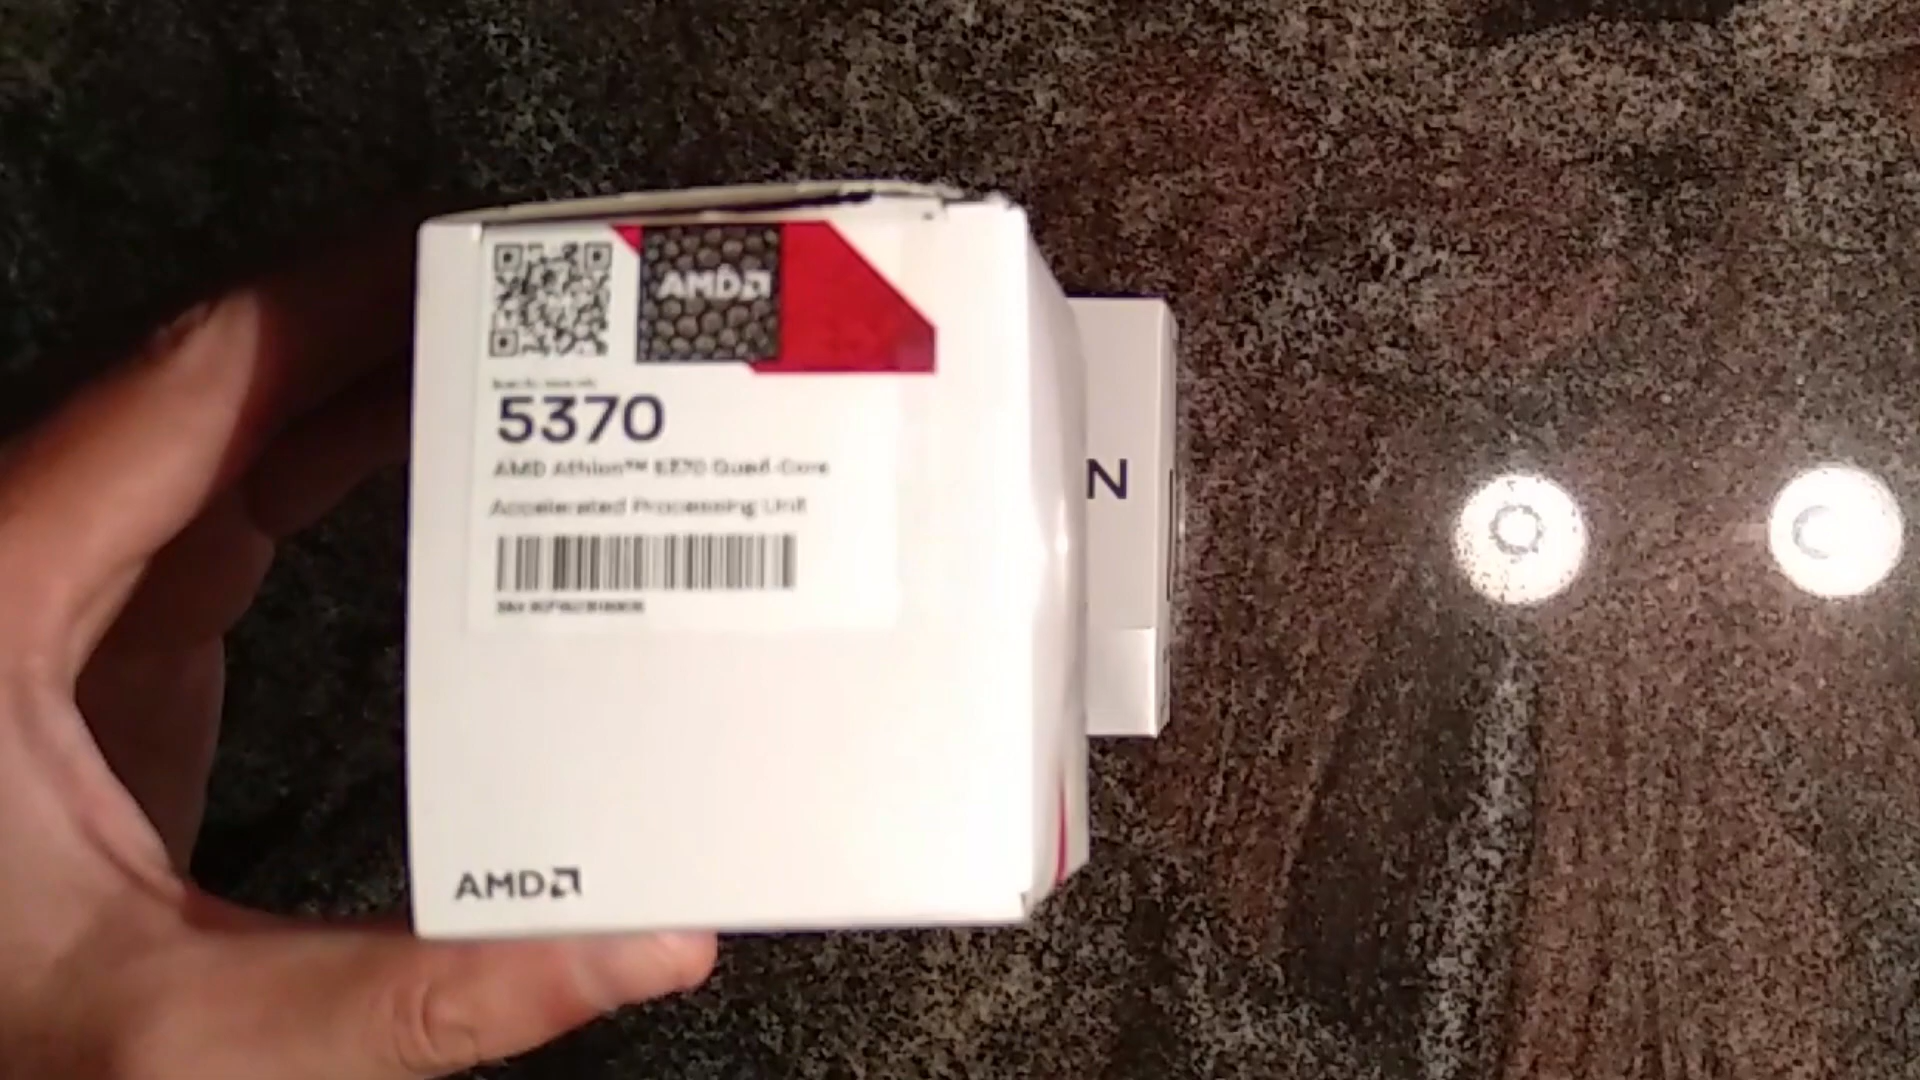 AMD
5370
AMD Athlon™ 5370 Quad-Core
Accelerated Processing Unit
AMD
N